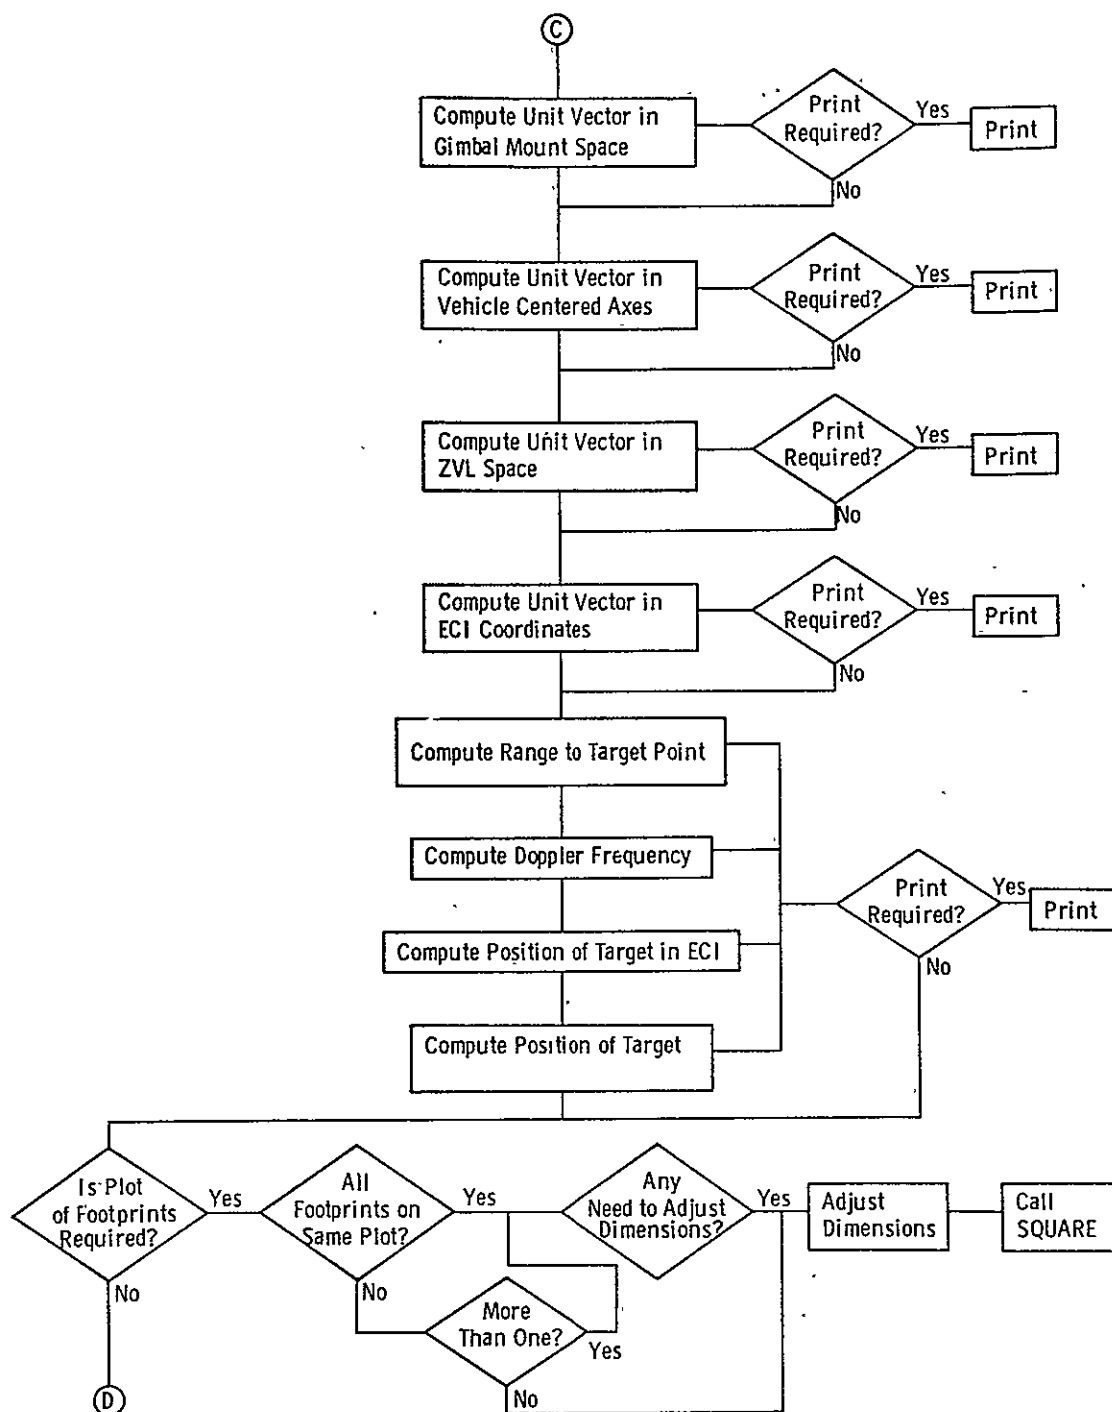 C
Compute Unit Vector in
Gimbal Mount Space
Print
Required?
Yes
Print
No
Compute Unit Vector in
Vehicle Centered Axes
Print
Required?
Yes
Print
No
Compute Unit Vector in
ZVL Space
Print
Required?
Yes
Print
No
Compute Unit Vector in
ECI Coordinates
Print
Required?
Yes
Print
No
Compute Range to Target Point
Compute Doppler Frequency
Print
Required?
Yes
Print
No
Compute Position of Target in ECI
Compute Position of Target
Is Plot
of Footprints
Required?
Yes
No
All
Footprints on
Same Plot?
Yes
No
Any
Need to Adjust
Dimensions?
Yes
Adjust
Dimensions
Call
SQUARE
More
Than One?
Yes
No
D